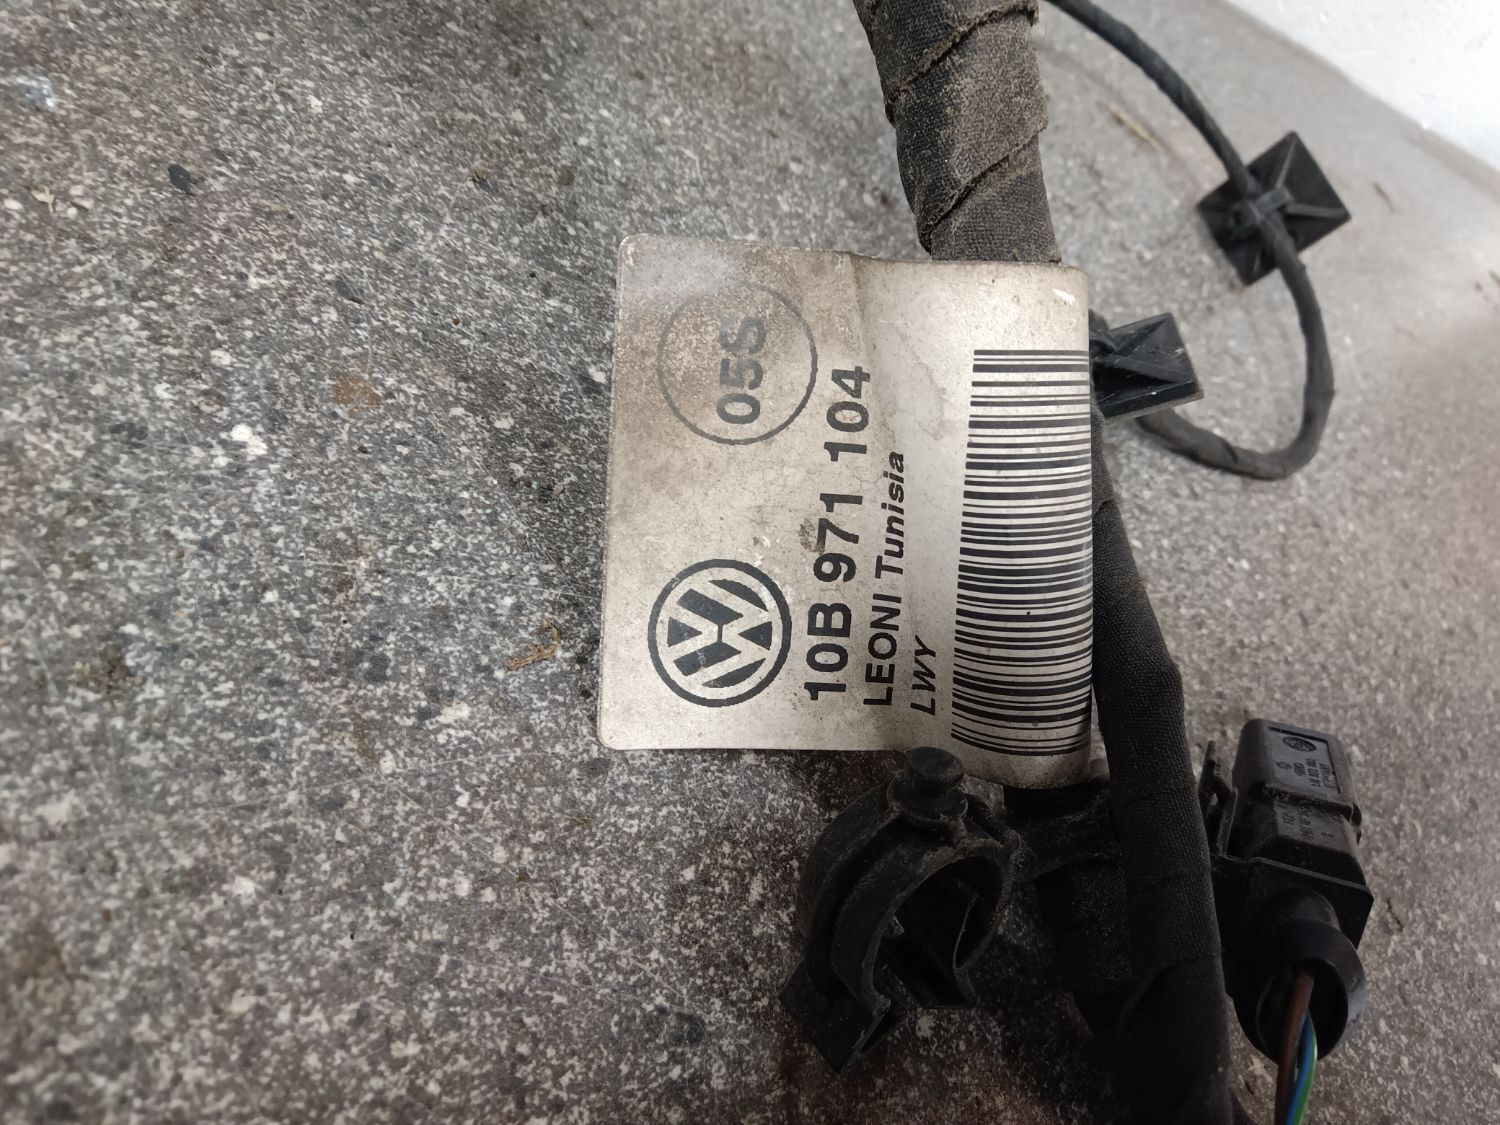 05S
10B 971 104
LEONI Tunisia
LWY